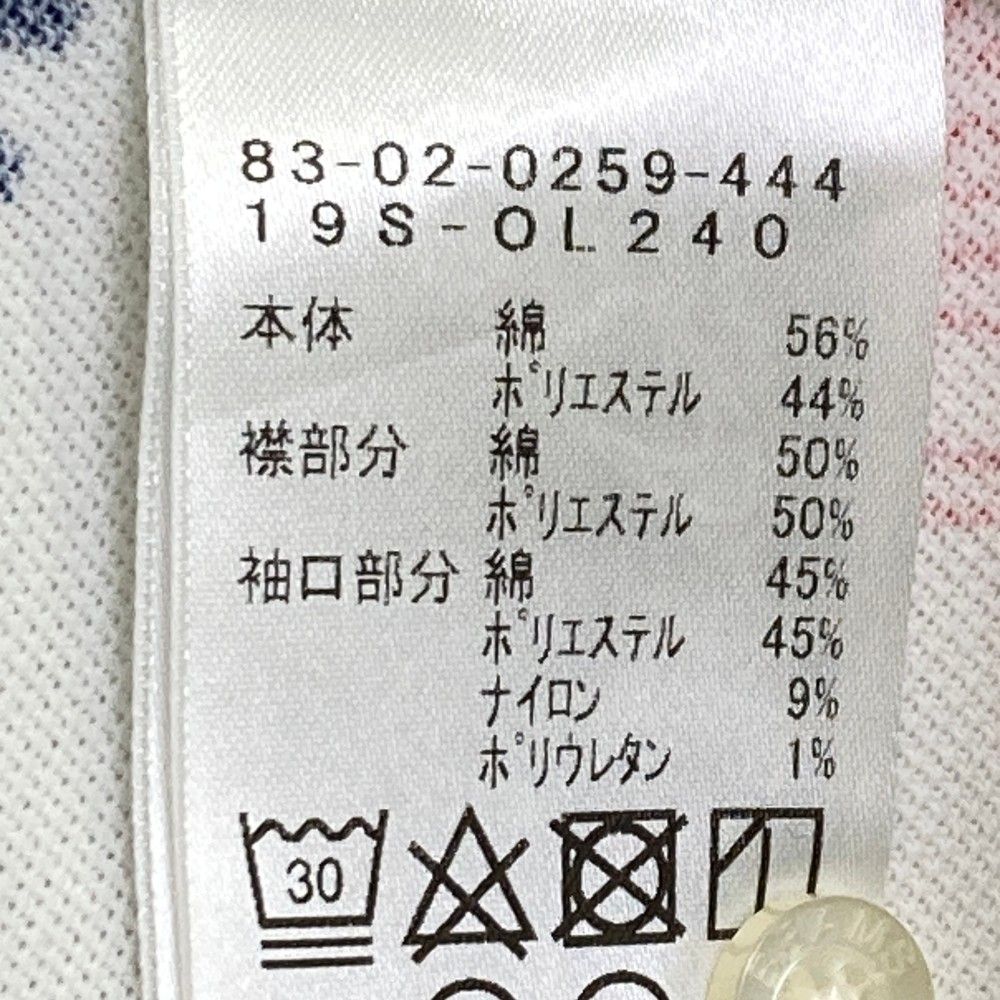 83-02-0259-444
19S-OL240
本体 綿 56%
ポリエステル 44%
襟部分 綿 50%
ポリエステル 50%
袖口部分 綿 45%
ポリエステル 45%
ナイロン 9%
ポリウレタン 1%
30